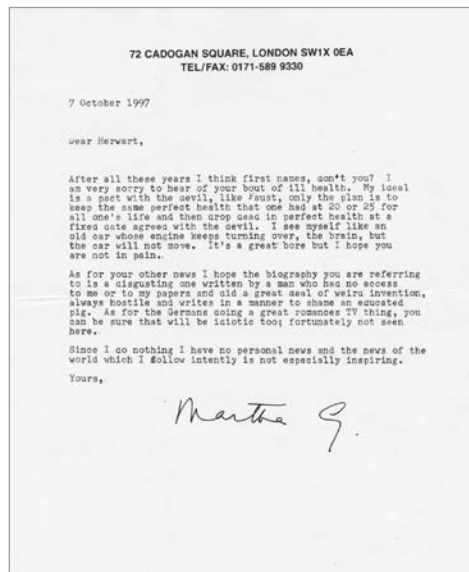 72 CADOGAN SQUARE, LONDON SW1X 0EA
TEL/FAX: 0171-589 9330
7 October 1997
Dear Herwart,
After all these years I think first names, don't you? I
am very sorry to hear of your bout of ill health. My ideal
is a pact with the devil, like Faust, only the plan is to
keep the same perfect health that one had at 20 or 25 for
all one's life and then drop dead in perfect health at a
fixed date agreed with the devil. I see myself like an
old car whose engine keeps turning over, the brain, but
the car will not move. It's a great bore but I hope you
are not in pain.
As for your other news I hope the biography you are referring
to is a disgusting one written by a man who had no access
to me or to my papers and did a great deal of weird invention,
always hostile and writes in a manner to shame an educated
pig. As for the Germans doing a great romances TV thing, you
can be sure that will be idiotic too; fortunately not seen
here.
Since I do nothing I have no personal news and the news of the
world which I follow intently is not especially inspiring.
Yours,
Martha G.